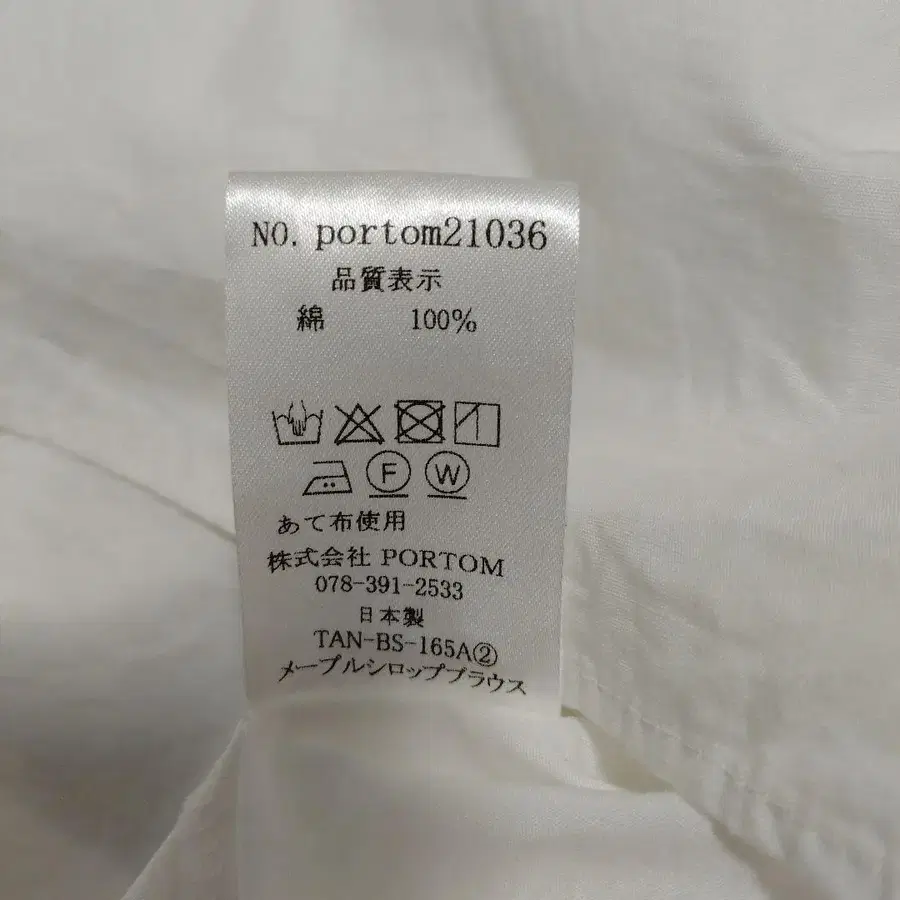 NO. portom21036
品質表示
綿 100%
F W
あて布使用
株式会社 PORTOM
078-391-2533
日本製
TAN-BS-165A②
メープルシロップブラウス